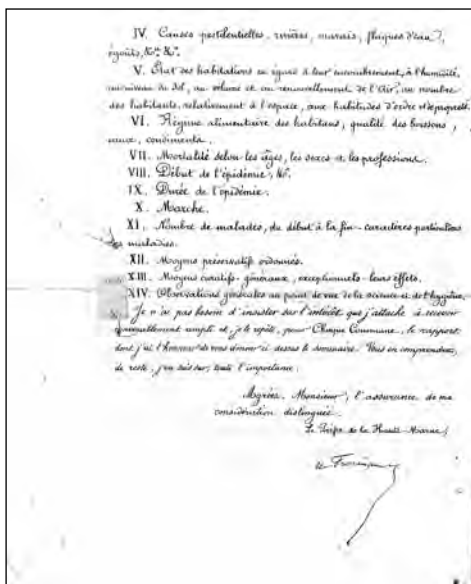 IV. Causes pestilentielles, rivières, marais, flaques d'eau,
égoûts, &ca. &ca.
V. État des habitations eu égard à leur encombrement, à l'humidité,
au niveau du Sol, au volume et au renouvellement de l'Air, au nombre
des habitants, relativement à l'espace, aux habitudes d'ordre et de propreté.
VI. Régime alimentaire des habitans, qualité des boissons,
eaux, condiments.
VII. Mortalité selon les âges, les sexes et les professions.
VIII. Début de l'épidémie, &c.
IX. Durée de l'épidémie.
X. Marche.
XI. Nombre de malades, du début à la fin - caractères particuliers
des maladies.
XII. Moyens préservatifs ordonnés.
XIII. Moyens curatifs - généraux, exceptionnels - leurs effets.
XIV. Observations générales au point de vue de la science et de l'hygiène.
Je n'ai pas besoin d'insister sur l'intérêt que j'attache à recevoir
rempli et, je le répète, pour Chaque Commune, le rapport
dont j'ai l'honneur de vous donner ci dessus le sommaire. Vous en comprendrez,
de reste, j'en suis sur, toute l'importance.
Agréez, Monsieur, l'assurance de ma
considération distinguée.
Le Préfet de la Haute-Marne,